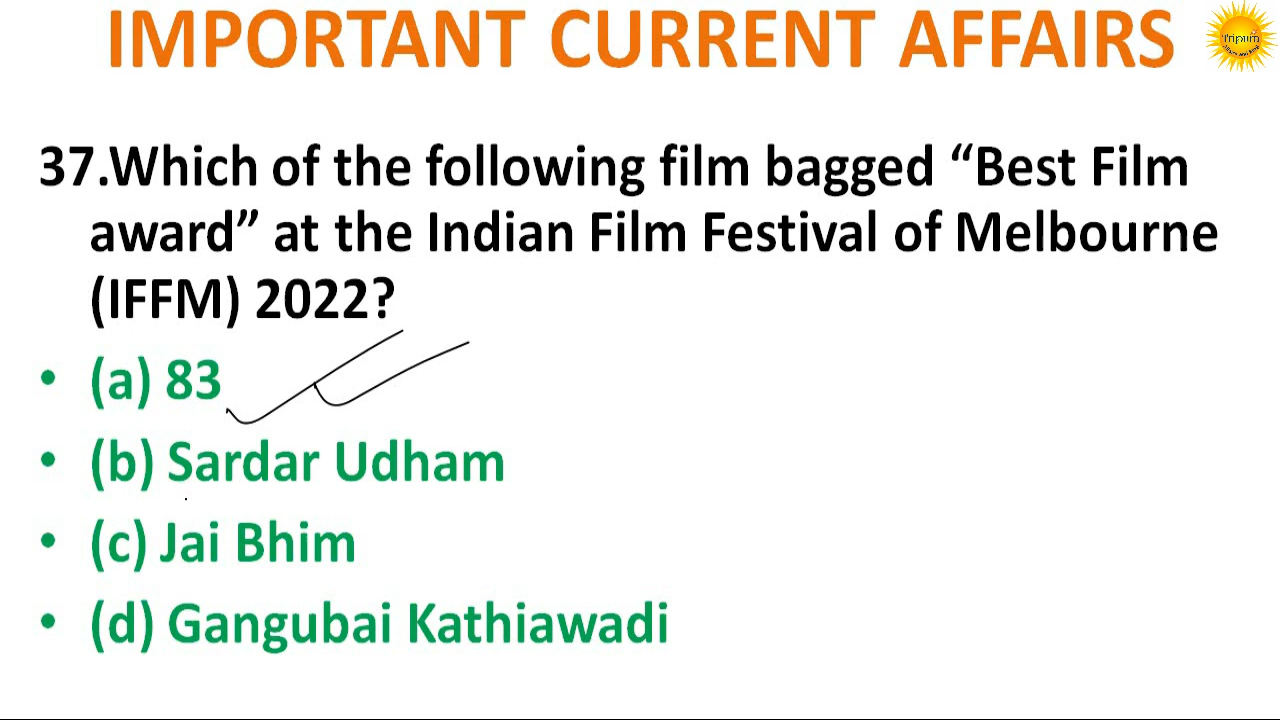 IMPORTANT CURRENT AFFAIRS
Tripura
37.Which of the following film bagged “Best Film
award” at the Indian Film Festival of Melbourne
(IFFM) 2022?
• (a) 83
• (b) Sardar Udham
• (c) Jai Bhim
• (d) Gangubai Kathiawadi